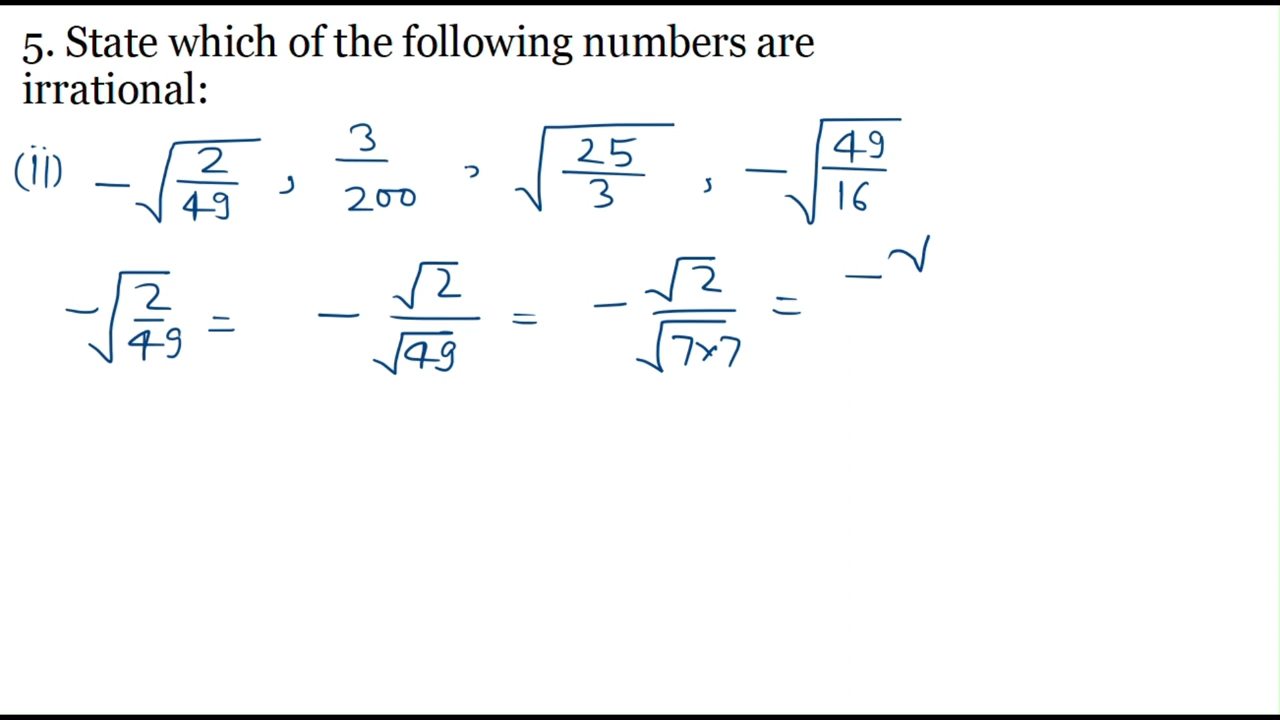 5. State which of the following numbers are
irrational:
(ii) -√(2/49) , 3/200 , √(25/3) , -√(49/16)
-√(2/49) = - √2/√49 = - √2/√(7×7) = -√